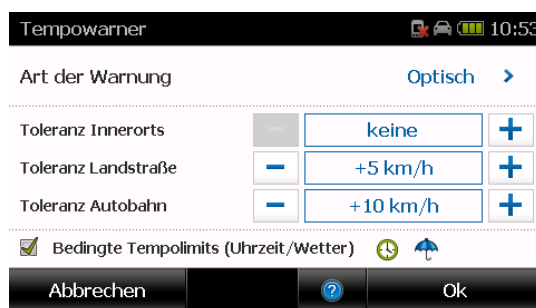 Tempowarner 10:53
Art der Warnung Optisch
Toleranz Innerorts keine
Toleranz Landstraße +5 km/h
Toleranz Autobahn +10 km/h
Bedingte Tempolimits (Uhrzeit/Wetter)
Abbrechen ? Ok